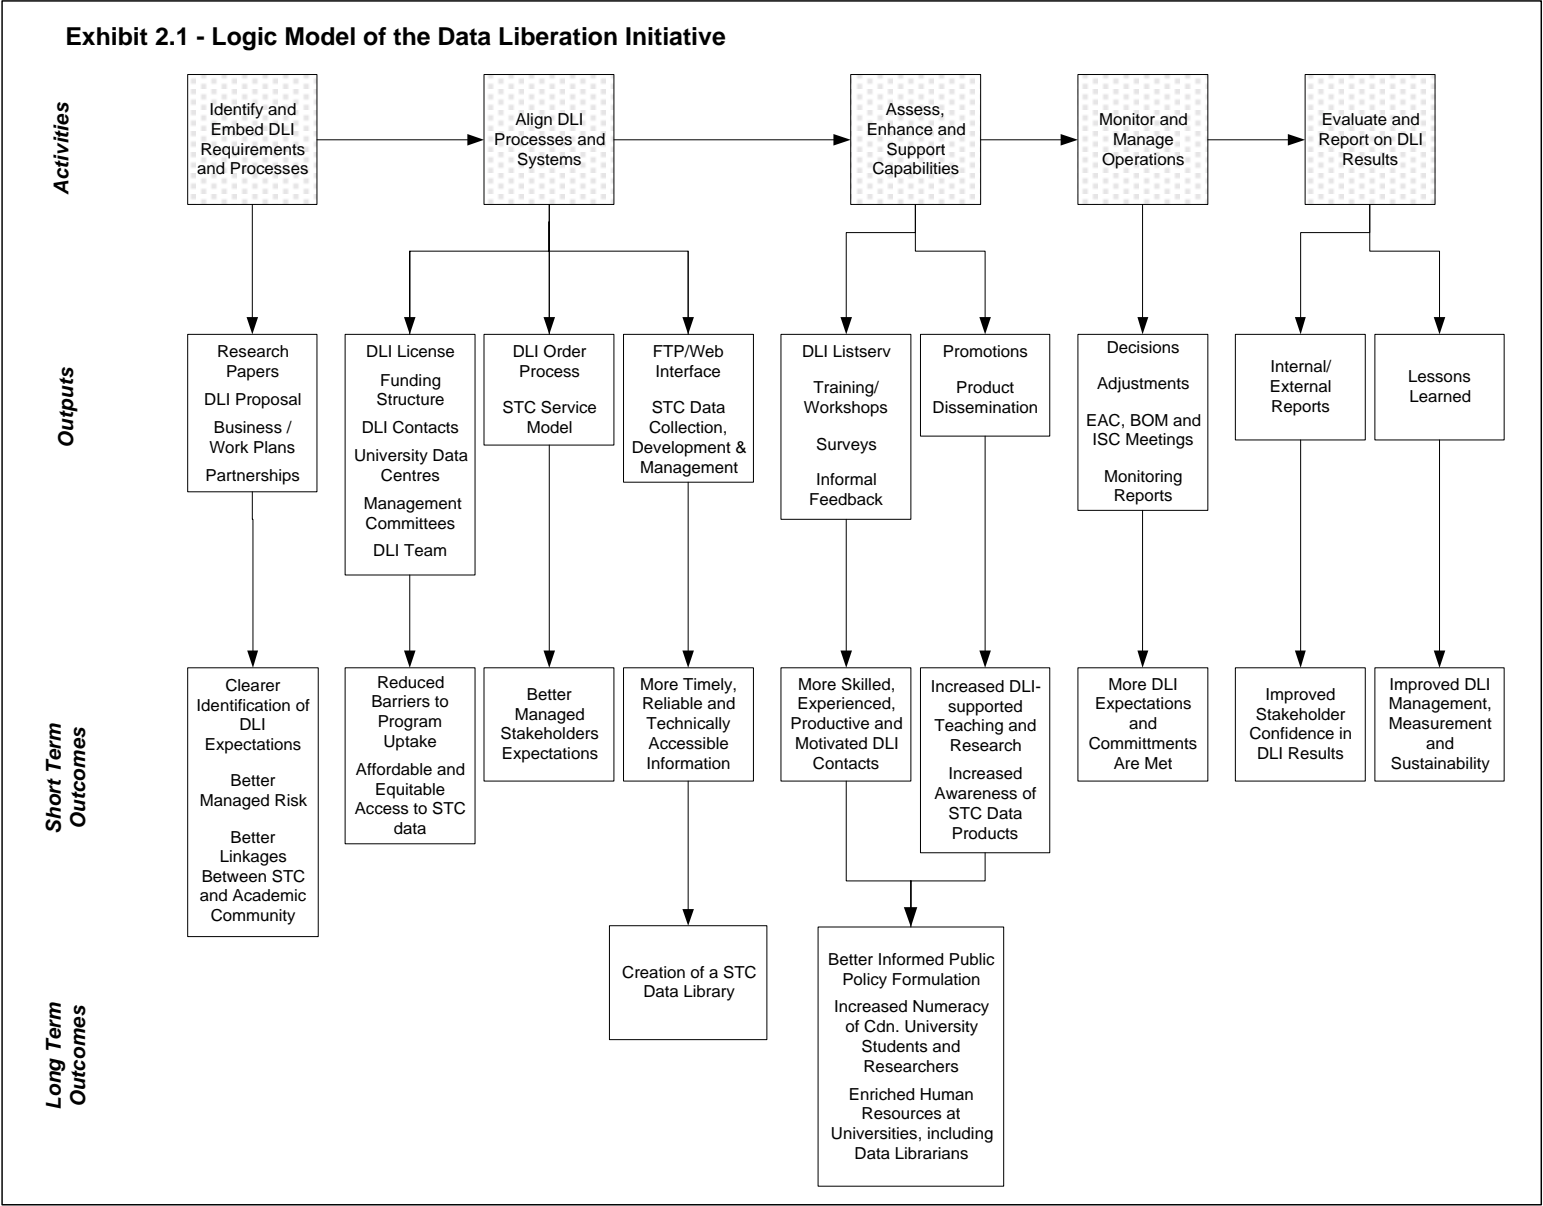 Exhibit 2.1 - Logic Model of the Data Liberation Initiative
Activities
Identify and
Embed DLI
Requirements
and Processes
Align DLI
Processes and
Systems
Assess,
Enhance and
Support
Capabilities
Monitor and
Manage
Operations
Evaluate and
Report on DLI
Results
Outputs
Research
Papers
DLI Proposal
Business /
Work Plans
Partnerships
DLI License
Funding
Structure
DLI Contacts
University Data
Centres
Management
Committees
DLI Team
DLI Order
Process
STC Service
Model
FTP/Web
Interface
STC Data
Collection,
Development &
Management
DLI Listserv
Training/
Workshops
Surveys
Informal
Feedback
Promotions
Product
Dissemination
Decisions
Adjustments
EAC, BOM and
ISC Meetings
Monitoring
Reports
Internal/
External
Reports
Lessons
Learned
Short Term
Outcomes
Clearer
Identification of
DLI
Expectations
Better
Managed Risk
Better
Linkages
Between STC
and Academic
Community
Reduced
Barriers to
Program
Uptake
Affordable and
Equitable
Access to STC
data
Better
Managed
Stakeholders
Expectations
More Timely,
Reliable and
Technically
Accessible
Information
More Skilled,
Experienced,
Productive and
Motivated DLI
Contacts
Increased DLI-
supported
Teaching and
Research
Increased
Awareness of
STC Data
Products
More DLI
Expectations
and
Committments
Are Met
Improved
Stakeholder
Confidence in
DLI Results
Improved DLI
Management,
Measurement
and
Sustainability
Long Term
Outcomes
Creation of a STC
Data Library
Better Informed Public
Policy Formulation
Increased Numeracy
of Cdn. University
Students and
Researchers
Enriched Human
Resources at
Universities, including
Data Librarians